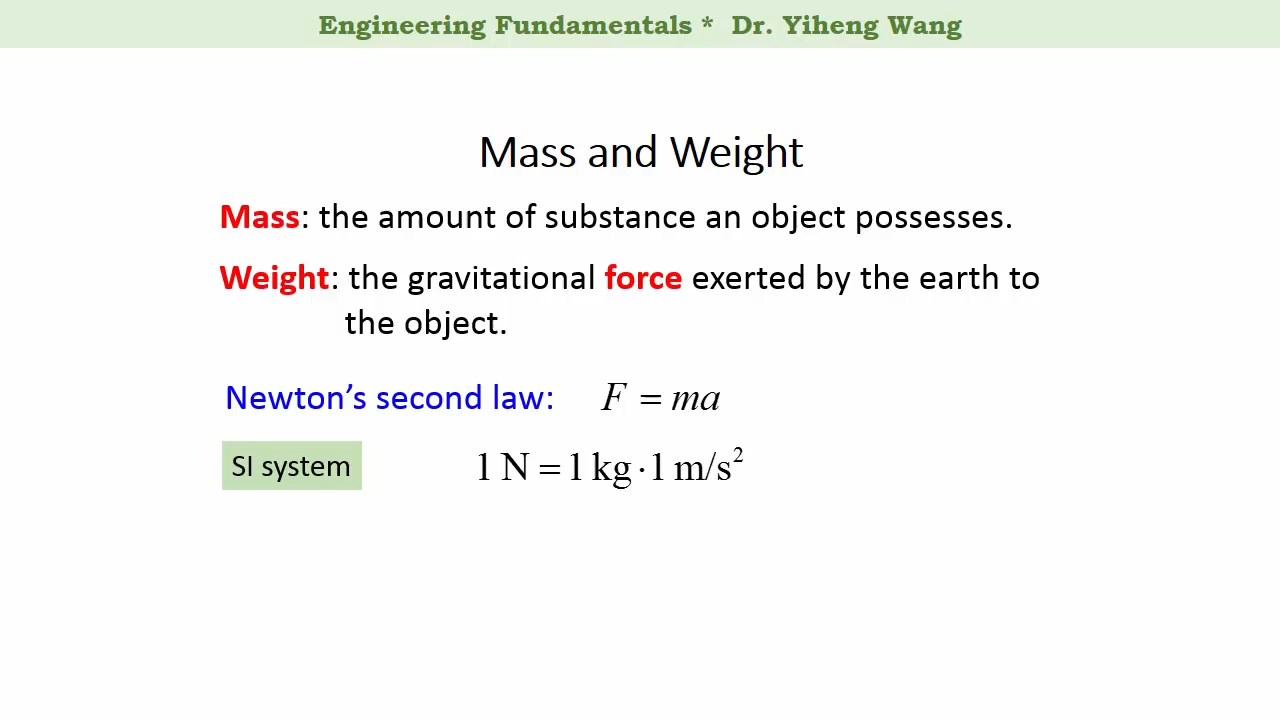 Engineering Fundamentals * Dr. Yiheng Wang
Mass and Weight
Mass: the amount of substance an object possesses.
Weight: the gravitational force exerted by the earth to
the object.
Newton’s second law: F = ma
SI system 1 N = 1 kg · 1 m/s²